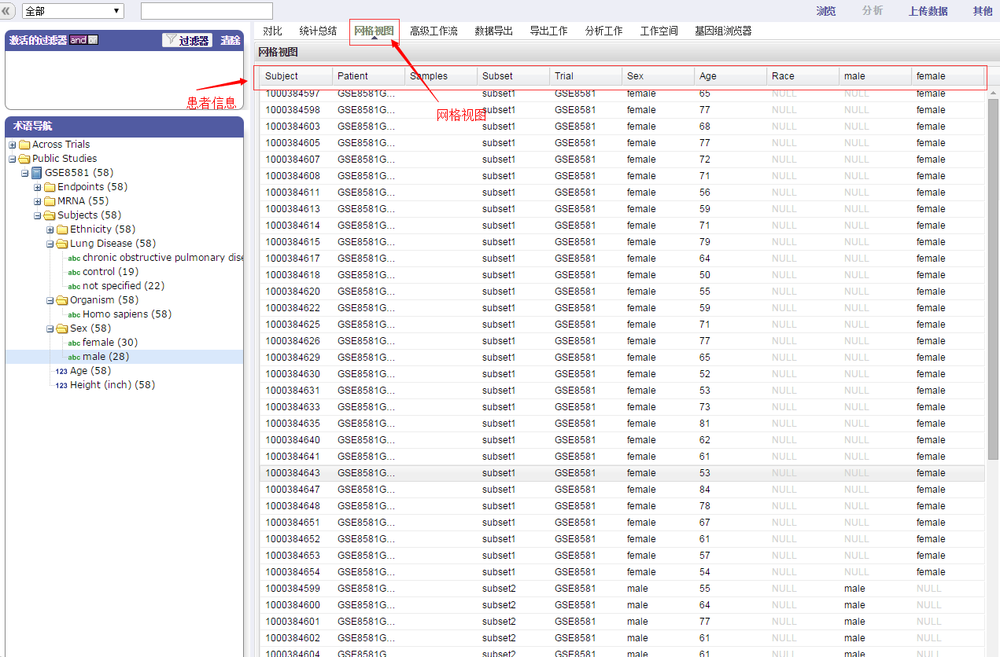 全部
浏览 分析 上传数据 其他
激活的过滤器 and or 过滤器 清除
对比 统计总结 网格视图 高级工作流 数据导出 导出工作 分析工作 工作空间 基因组浏览器
网格视图
患者信息
网格视图
术语导航
Across Trials
Public Studies
GSE8581 (58)
Endpoints (58)
MRNA (55)
Subjects (58)
Ethnicity (58)
Lung Disease (58)
abc chronic obstructive pulmonary dise
abc control (19)
abc not specified (22)
Organism (58)
abc Homo sapiens (58)
Sex (58)
abc female (30)
abc male (28)
123 Age (58)
123 Height (inch) (58)
Subject Patient Samples Subset Trial Sex Age Race male female
1000384597 GSE8581G... subset1 GSE8581 female 65 NULL NULL female
1000384598 GSE8581G... subset1 GSE8581 female 77 NULL NULL female
1000384603 GSE8581G... subset1 GSE8581 female 68 NULL NULL female
1000384605 GSE8581G... subset1 GSE8581 female 77 NULL NULL female
1000384607 GSE8581G... subset1 GSE8581 female 72 NULL NULL female
1000384608 GSE8581G... subset1 GSE8581 female 71 NULL NULL female
1000384611 GSE8581G... subset1 GSE8581 female 56 NULL NULL female
1000384613 GSE8581G... subset1 GSE8581 female 59 NULL NULL female
1000384614 GSE8581G... subset1 GSE8581 female 71 NULL NULL female
1000384615 GSE8581G... subset1 GSE8581 female 79 NULL NULL female
1000384617 GSE8581G... subset1 GSE8581 female 64 NULL NULL female
1000384618 GSE8581G... subset1 GSE8581 female 50 NULL NULL female
1000384620 GSE8581G... subset1 GSE8581 female 55 NULL NULL female
1000384622 GSE8581G... subset1 GSE8581 female 59 NULL NULL female
1000384625 GSE8581G... subset1 GSE8581 female 71 NULL NULL female
1000384626 GSE8581G... subset1 GSE8581 female 77 NULL NULL female
1000384629 GSE8581G... subset1 GSE8581 female 65 NULL NULL female
1000384630 GSE8581G... subset1 GSE8581 female 52 NULL NULL female
1000384631 GSE8581G... subset1 GSE8581 female 53 NULL NULL female
1000384633 GSE8581G... subset1 GSE8581 female 73 NULL NULL female
1000384635 GSE8581G... subset1 GSE8581 female 81 NULL NULL female
1000384640 GSE8581G... subset1 GSE8581 female 62 NULL NULL female
1000384641 GSE8581G... subset1 GSE8581 female 61 NULL NULL female
1000384643 GSE8581G... subset1 GSE8581 female 53 NULL NULL female
1000384647 GSE8581G... subset1 GSE8581 female 84 NULL NULL female
1000384648 GSE8581G... subset1 GSE8581 female 78 NULL NULL female
1000384651 GSE8581G... subset1 GSE8581 female 67 NULL NULL female
1000384652 GSE8581G... subset1 GSE8581 female 61 NULL NULL female
1000384653 GSE8581G... subset1 GSE8581 female 57 NULL NULL female
1000384654 GSE8581G... subset1 GSE8581 female 54 NULL NULL female
1000384599 GSE8581G... subset2 GSE8581 male 55 NULL male NULL
1000384600 GSE8581G... subset2 GSE8581 male 64 NULL male NULL
1000384601 GSE8581G... subset2 GSE8581 male 77 NULL male NULL
1000384602 GSE8581G... subset2 GSE8581 male 61 NULL male NULL
1000384604 GSE8581G... subset2 GSE8581 male 61 NULL male NULL